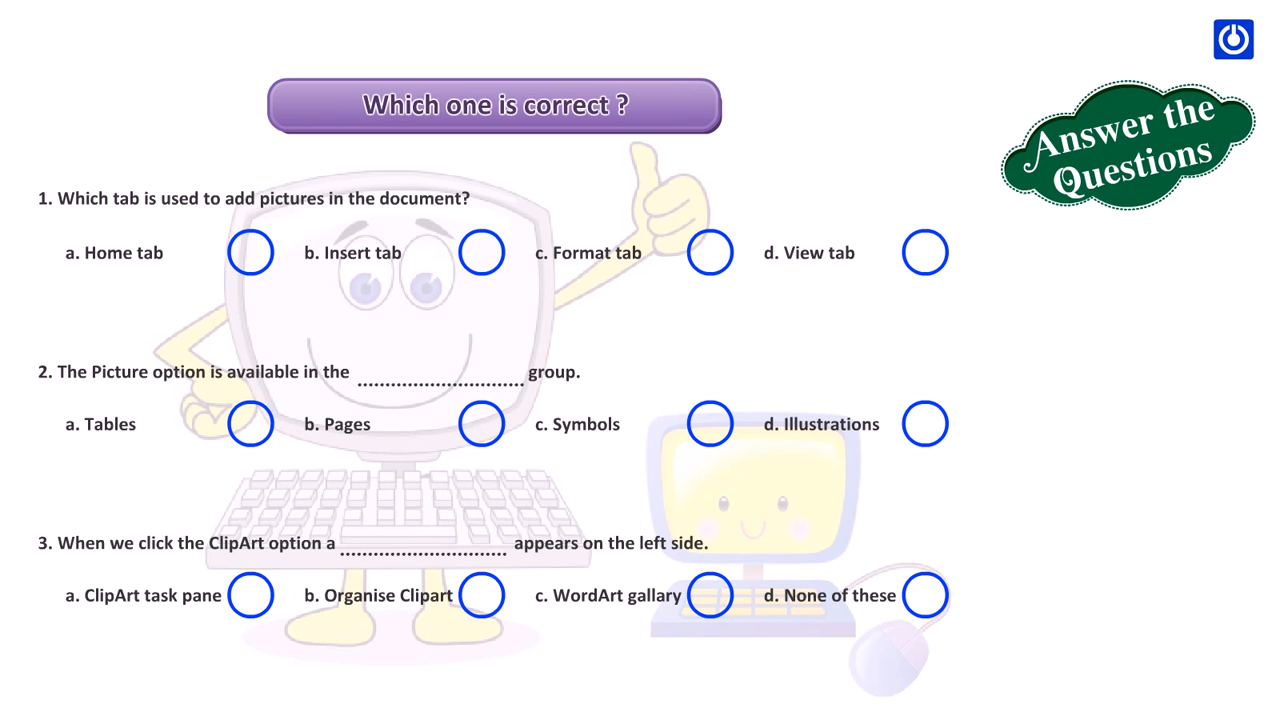 Which one is correct ?
Answer the
Questions
1. Which tab is used to add pictures in the document?
a. Home tab b. Insert tab c. Format tab d. View tab
2. The Picture option is available in the .............................. group.
a. Tables b. Pages c. Symbols d. Illustrations
3. When we click the ClipArt option a .............................. appears on the left side.
a. ClipArt task pane b. Organise Clipart c. WordArt gallary d. None of these